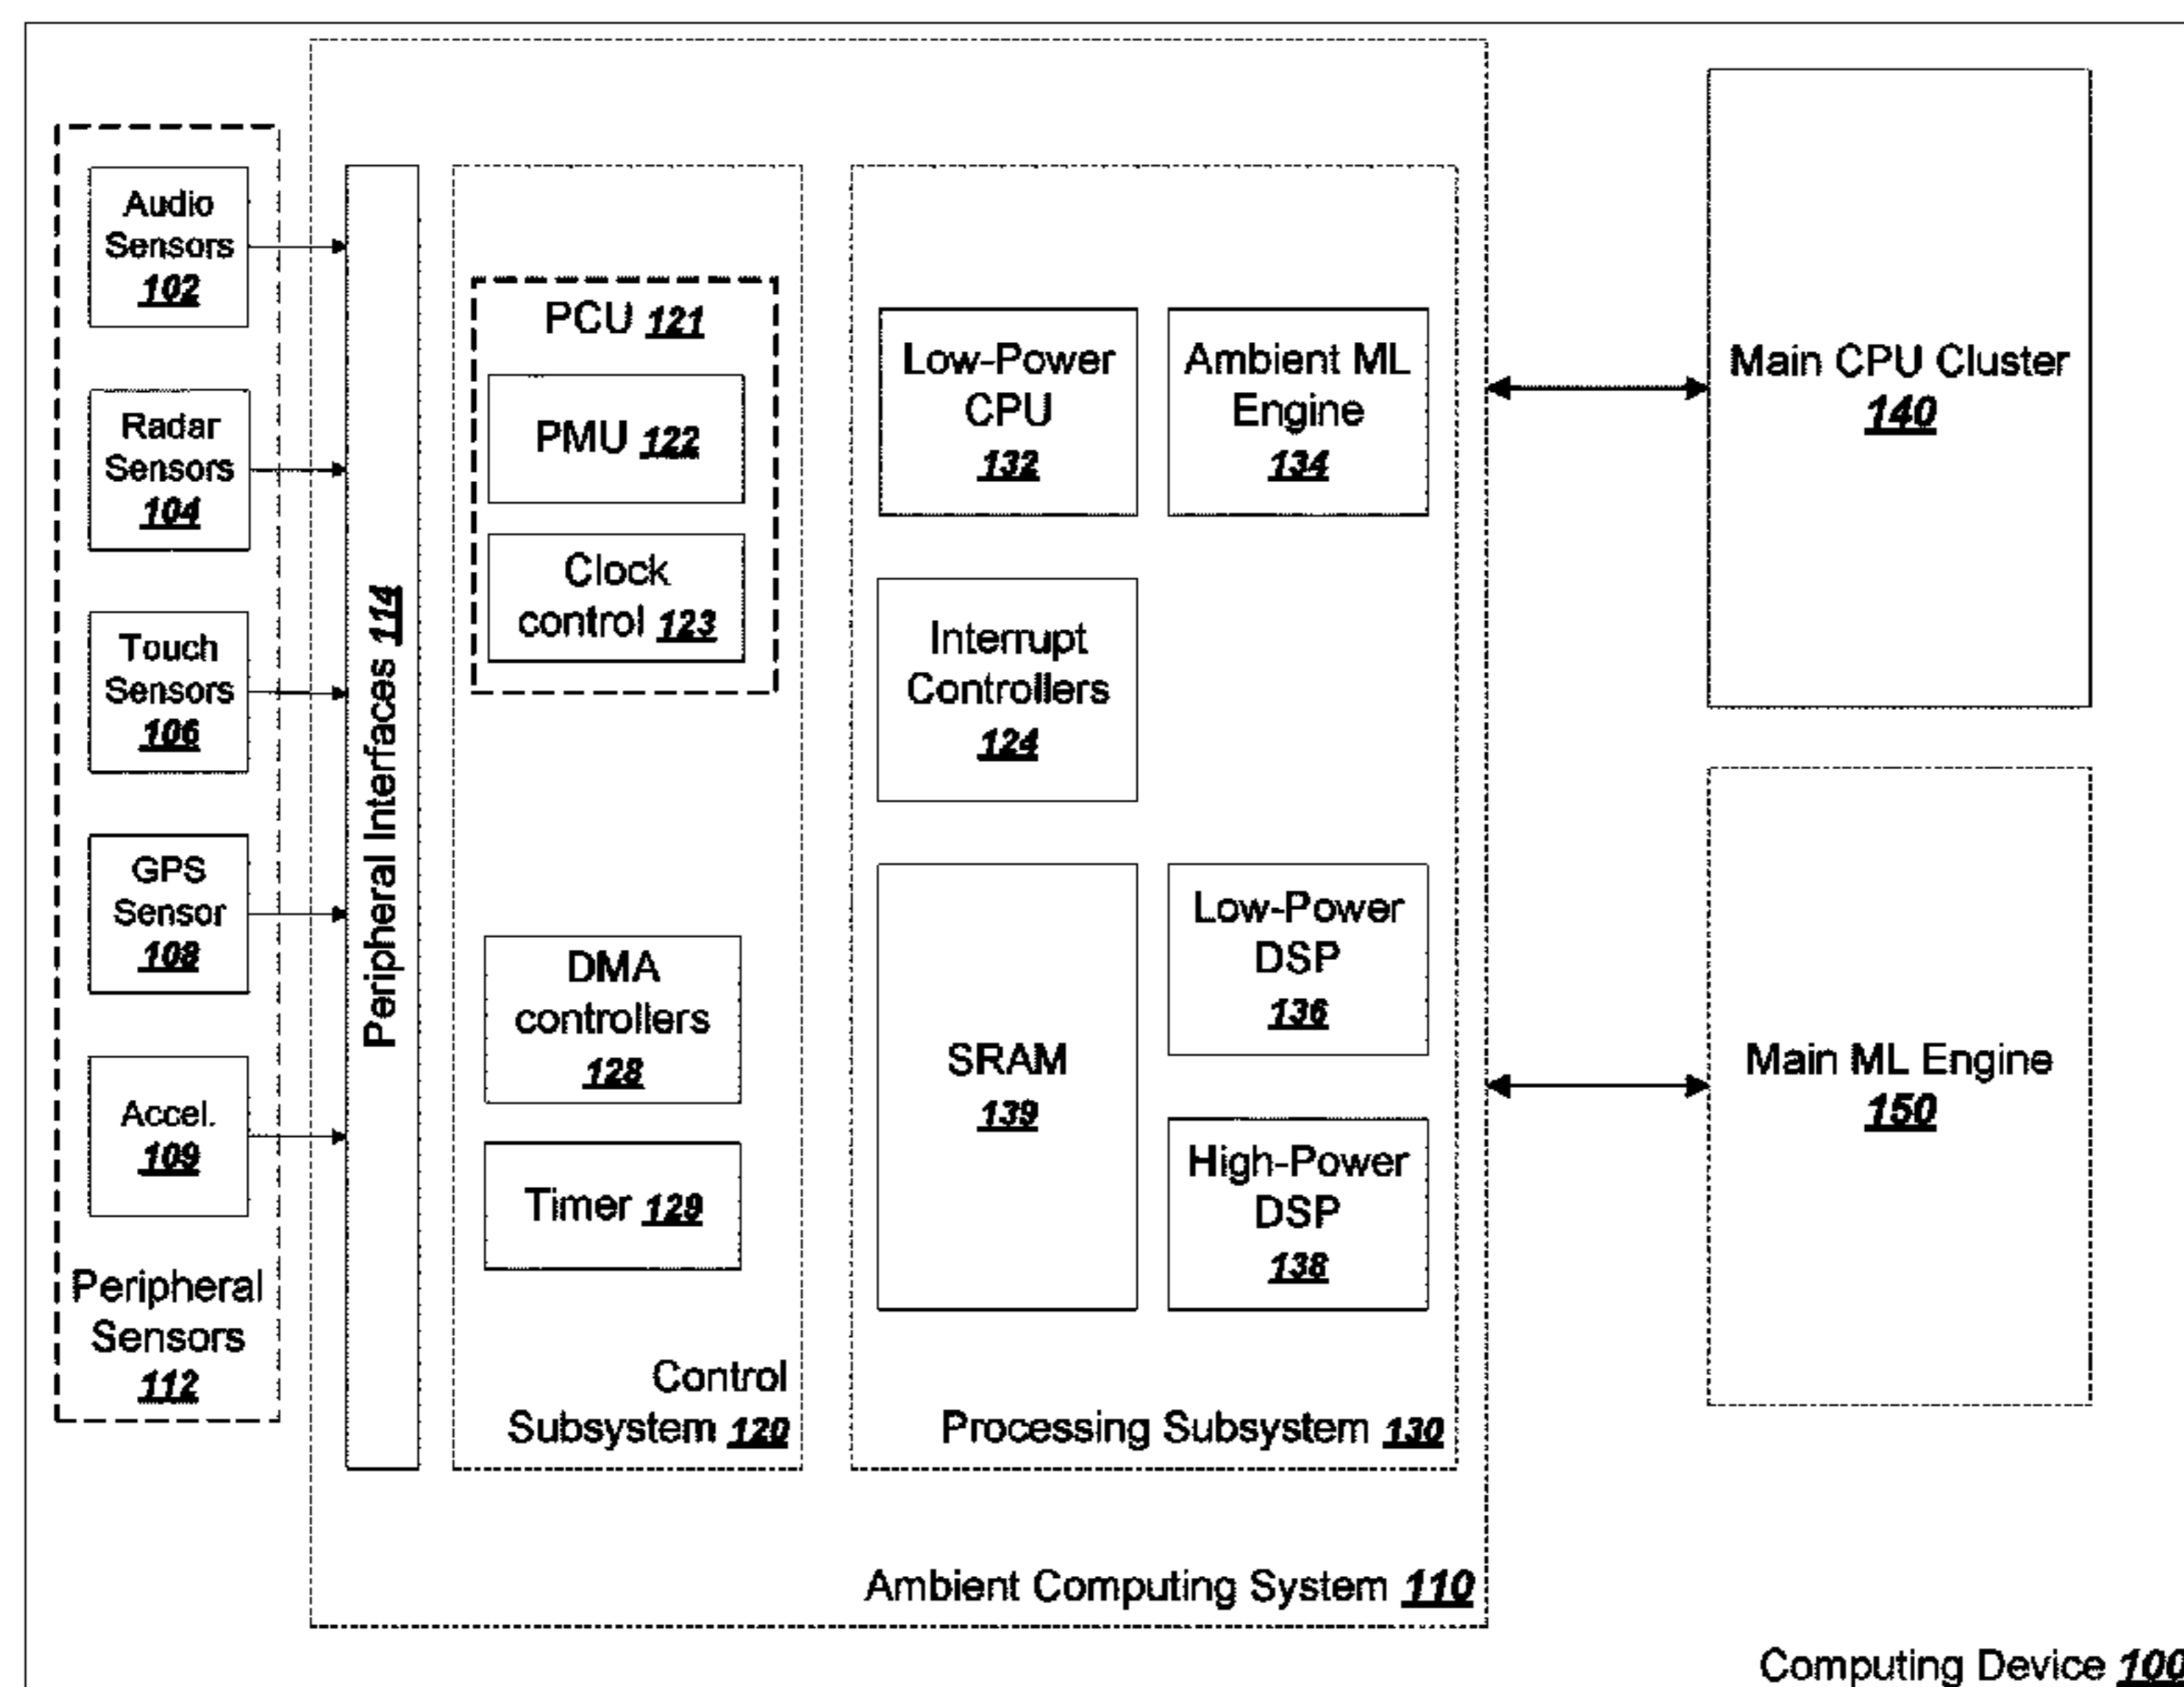 Audio
Sensors
102
Radar
Sensors
104
Touch
Sensors
106
GPS
Sensor
108
Accel.
109
Peripheral
Sensors
112
Peripheral Interfaces 114
PCU 121
PMU 122
Clock
control 123
DMA
controllers
128
Timer 129
Control
Subsystem 120
Low-Power
CPU
132
Ambient ML
Engine
134
Interrupt
Controllers
124
SRAM
139
Low-Power
DSP
136
High-Power
DSP
138
Processing Subsystem 130
Ambient Computing System 110
Main CPU Cluster
140
Main ML Engine
150
Computing Device 100